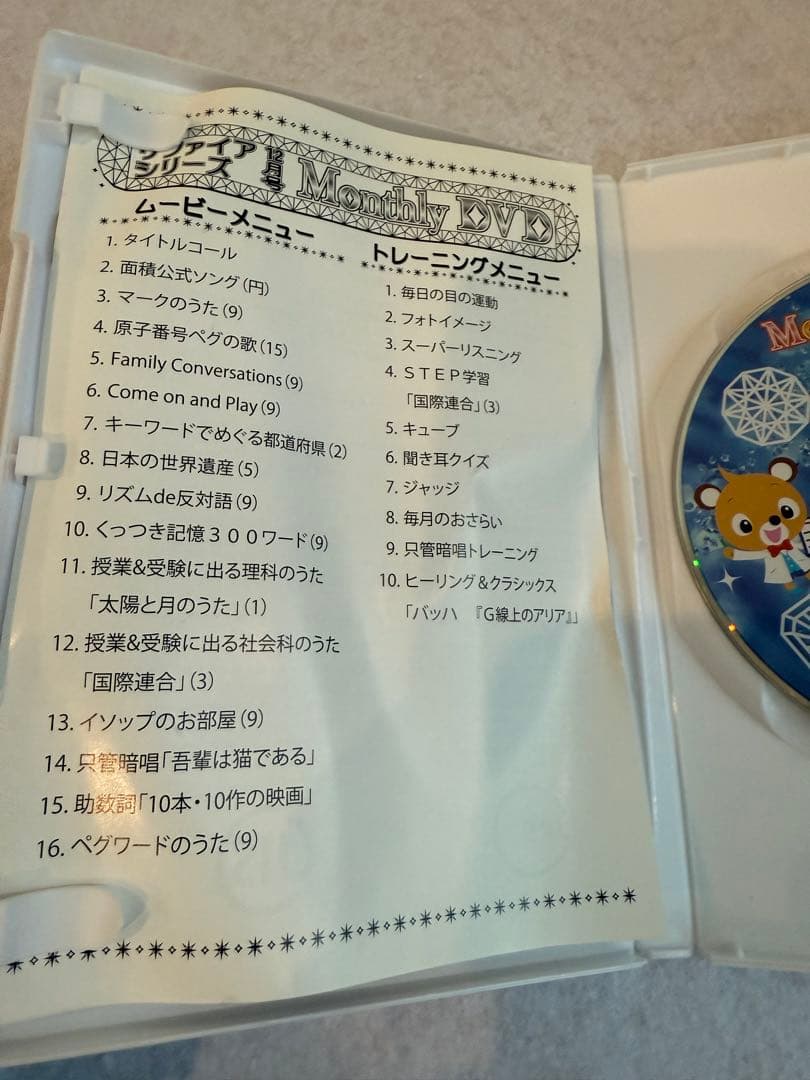 サファイア
シリーズ
12月号
Monthly DVD
ムービーメニュー
1. タイトルコール
2. 面積公式ソング(円)
3. マークのうた(9)
4. 原子番号ペグの歌(15)
5. Family Conversations(9)
6. Come on and Play(9)
7. キーワードでめぐる都道府県(2)
8. 日本の世界遺産(5)
9. リズムde反対語(9)
10. くっつき記憶300ワード(9)
11. 授業&受験に出る理科のうた
「太陽と月のうた」(1)
12. 授業&受験に出る社会科のうた
「国際連合」(3)
13. イソップのお部屋(9)
14. 只管暗唱「吾輩は猫である」
15. 助数詞「10本・10作の映画」
16. ペグワードのうた(9)
トレーニングメニュー
1. 毎日の目の運動
2. フォトイメージ
3. スーパーリスニング
4. STEP学習
「国際連合」(3)
5. キューブ
6. 聞き耳クイズ
7. ジャッジ
8. 毎月のおさらい
9. 只管暗唱トレーニング
10. ヒーリング&クラシックス
「バッハ 『G線上のアリア』」